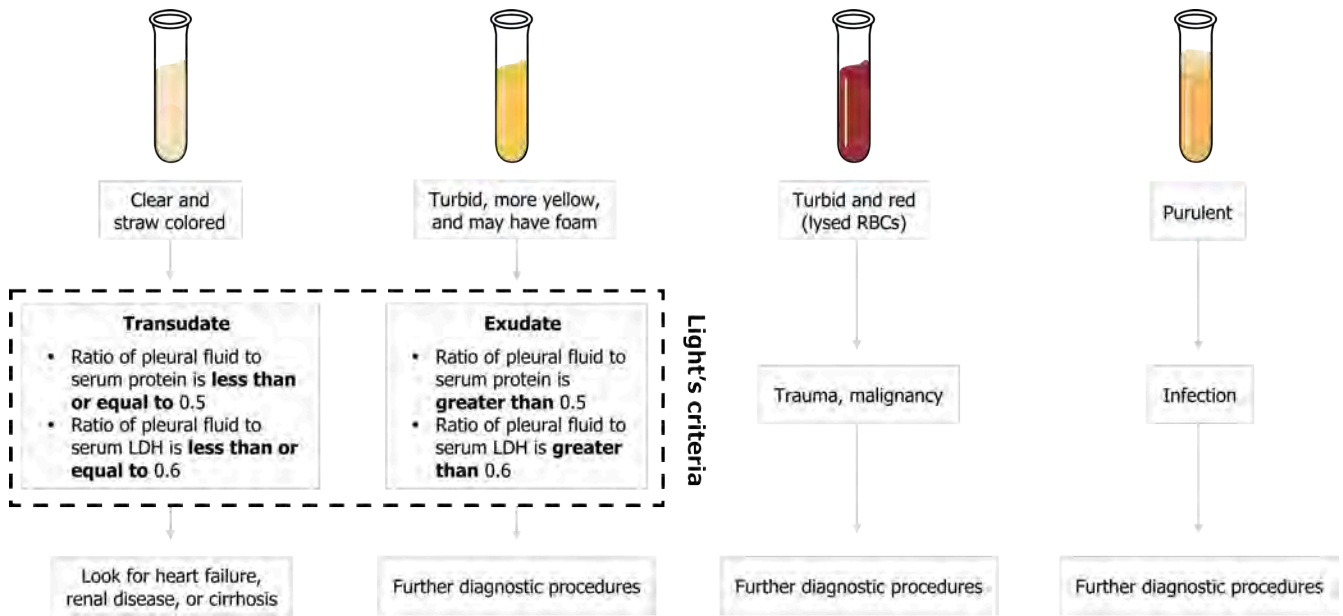 Clear and
straw colored
Turbid, more yellow,
and may have foam
Turbid and red
(lysed RBCs)
Purulent
Transudate
• Ratio of pleural fluid to
serum protein is less than
or equal to 0.5
• Ratio of pleural fluid to
serum LDH is less than or
equal to 0.6
Exudate
• Ratio of pleural fluid to
serum protein is
greater than 0.5
• Ratio of pleural fluid to
serum LDH is greater
than 0.6
Light's criteria
Trauma, malignancy
Infection
Look for heart failure,
renal disease, or cirrhosis
Further diagnostic procedures
Further diagnostic procedures
Further diagnostic procedures